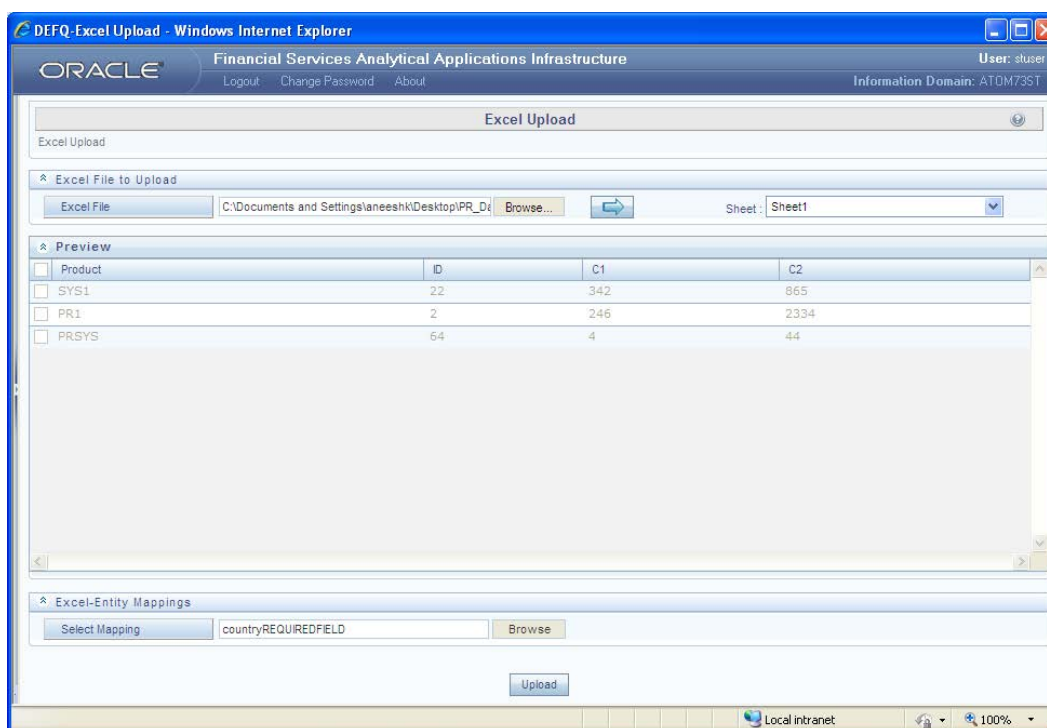 DEFQ-Excel Upload - Windows Internet Explorer
ORACLE Financial Services Analytical Applications Infrastructure User: stuser
Logout Change Password About Information Domain: ATOM73ST
Excel Upload
Excel Upload
Excel File to Upload
Excel File C:\Documents and Settings\aneeshk\Desktop\PR_Da Browse... Sheet : Sheet1
Preview
Product ID C1 C2
SYS1 22 342 865
PR1 2 246 2334
PRSYS 64 4 44
Excel-Entity Mappings
Select Mapping countryREQUIREDFIELD Browse
Upload
Local intranet 100%